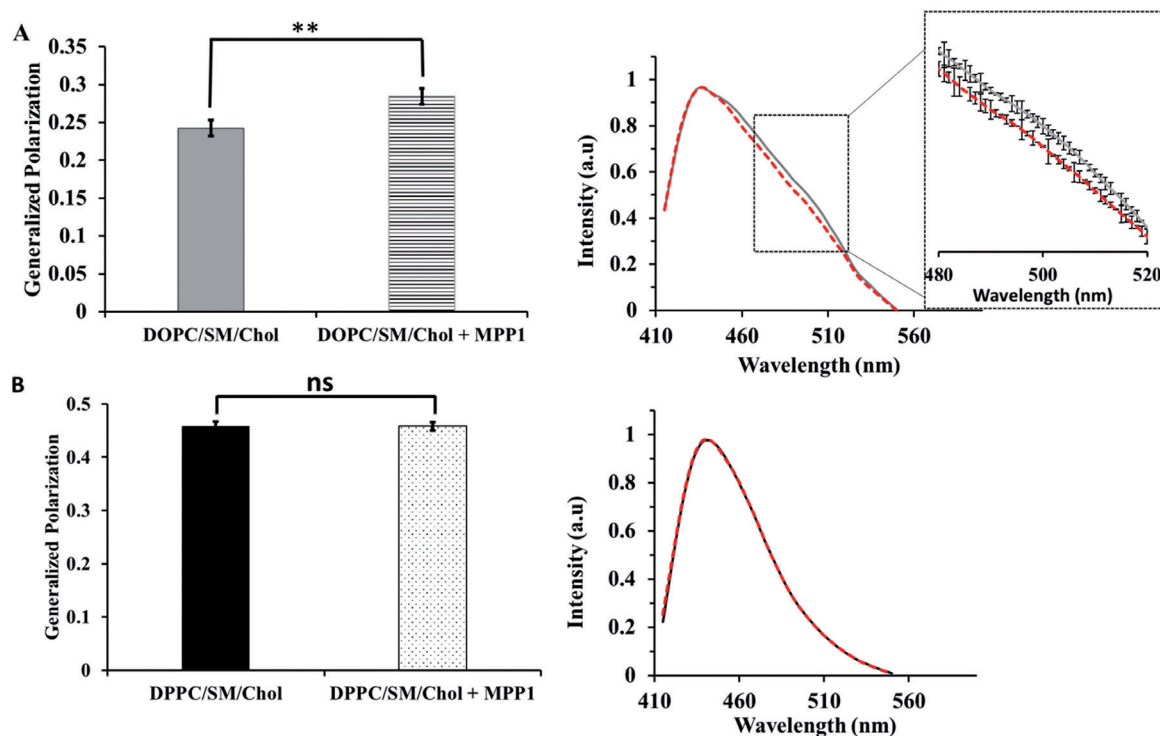 A
**
Generalized Polarization
0.35
0.3
0.25
0.2
0.15
0.1
0.05
0
DOPC/SM/Chol
DOPC/SM/Chol + MPP1
Intensity (a.u)
1
0.8
0.6
0.4
0.2
0
410
460
510
560
Wavelength (nm)
480
500
520
Wavelength (nm)
B
ns
Generalized Polarization
0.5
0.4
0.3
0.2
0.1
0
DPPC/SM/Chol
DPPC/SM/Chol + MPP1
Intensity (a.u)
1
0.8
0.6
0.4
0.2
0
410
460
510
560
Wavelength (nm)